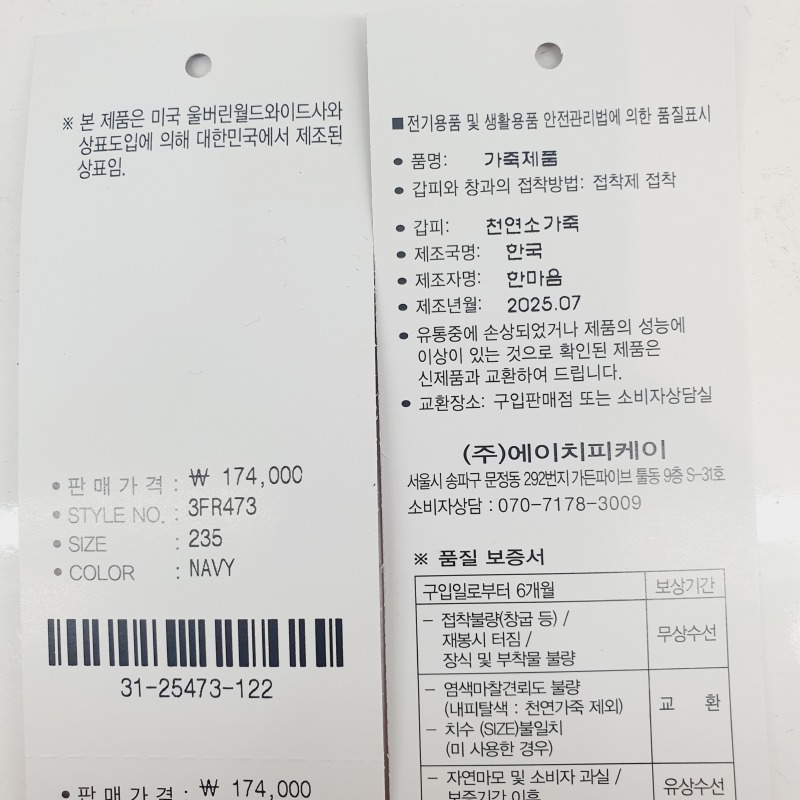 ※ 본 제품은 미국 울버린월드와이드사와
상표도입에 의해 대한민국에서 제조된
상표임.
• 판 매 가 격 : ₩ 174,000
• STYLE NO. : 3FR473
• SIZE : 235
• COLOR : NAVY
31-25473-122
• 판 매 가 격 : ₩ 174,000
■ 전기용품 및 생활용품 안전관리법에 의한 품질표시
• 품명: 가죽제품
• 갑피와 창과의 접착방법: 접착제 접착
• 갑피: 천연소가죽
• 제조국명: 한국
• 제조자명: 한마음
• 제조년월: 2025.07
• 유통중에 손상되었거나 제품의 성능에
이상이 있는 것으로 확인된 제품은
신제품과 교환하여 드립니다.
• 교환장소: 구입판매점 또는 소비자상담실
(주)에이치피케이
서울시 송파구 문정동 292번지 가든파이브 툴동 9층 S-31호
소비자상담 : 070-7178-3009
※ 품질 보증서
구입일로부터 6개월 보상기간
- 접착불량(창굽 등) /
재봉시 터짐 /
장식 및 부착물 불량
무상수선
- 염색마찰견뢰도 불량
(내피탈색 : 천연가죽 제외)
- 치수 (SIZE)불일치
(미 사용한 경우)
교 환
- 자연마모 및 소비자 과실 /
보증기간 이후
유상수선